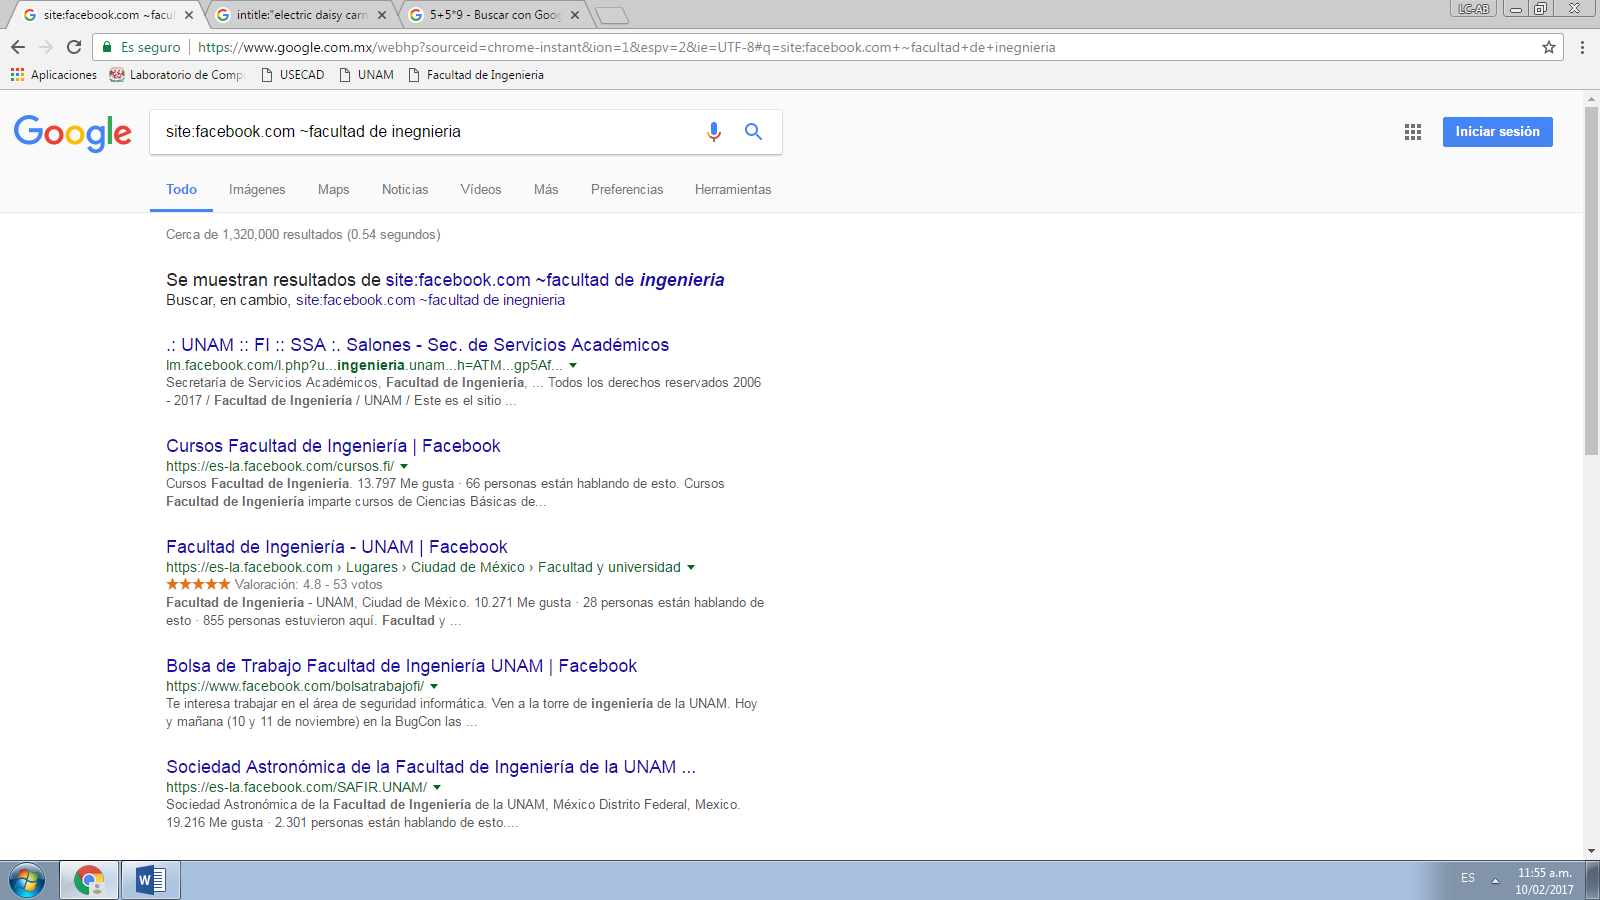 site:facebook.com ~facul
intitle:"electric daisy carn
5+5*9 - Buscar con Goog
LC-AB
Es seguro
https://www.google.com.mx/webhp?sourceid=chrome-instant&ion=1&espv=2&ie=UTF-8#q=site:facebook.com+~facultad+de+inegnieria
Aplicaciones
Laboratorio de Compu
USECAD
UNAM
Facultad de Ingenieria
Google
site:facebook.com ~facultad de inegnieria
Iniciar sesión
Todo
Imágenes
Maps
Noticias
Vídeos
Más
Preferencias
Herramientas
Cerca de 1,320,000 resultados (0.54 segundos)
Se muestran resultados de site:facebook.com ~facultad de ingenieria
Buscar, en cambio, site:facebook.com ~facultad de inegnieria
.: UNAM :: FI :: SSA :. Salones - Sec. de Servicios Académicos
lm.facebook.com/l.php?u...ingenieria.unam...h=ATM...gp5Af...
Secretaría de Servicios Académicos, Facultad de Ingeniería, ... Todos los derechos reservados 2006
- 2017 / Facultad de Ingeniería / UNAM / Este es el sitio ...
Cursos Facultad de Ingeniería | Facebook
https://es-la.facebook.com/cursos.fi/
Cursos Facultad de Ingeniería. 13.797 Me gusta · 66 personas están hablando de esto. Cursos
Facultad de Ingeniería imparte cursos de Ciencias Básicas de...
Facultad de Ingeniería - UNAM | Facebook
https://es-la.facebook.com › Lugares › Ciudad de México › Facultad y universidad
Valoración: 4.8 - 53 votos
Facultad de Ingeniería - UNAM, Ciudad de México. 10.271 Me gusta · 28 personas están hablando de
esto · 855 personas estuvieron aquí. Facultad y ...
Bolsa de Trabajo Facultad de Ingeniería UNAM | Facebook
https://www.facebook.com/bolsatrabajofi/
Te interesa trabajar en el área de seguridad informática. Ven a la torre de ingeniería de la UNAM. Hoy
y mañana (10 y 11 de noviembre) en la BugCon las ...
Sociedad Astronómica de la Facultad de Ingeniería de la UNAM ...
https://es-la.facebook.com/SAFIR.UNAM/
Sociedad Astronómica de la Facultad de Ingeniería de la UNAM, México Distrito Federal, Mexico.
19.216 Me gusta · 2.301 personas están hablando de esto....
W
ES
11:55 a.m.
10/02/2017